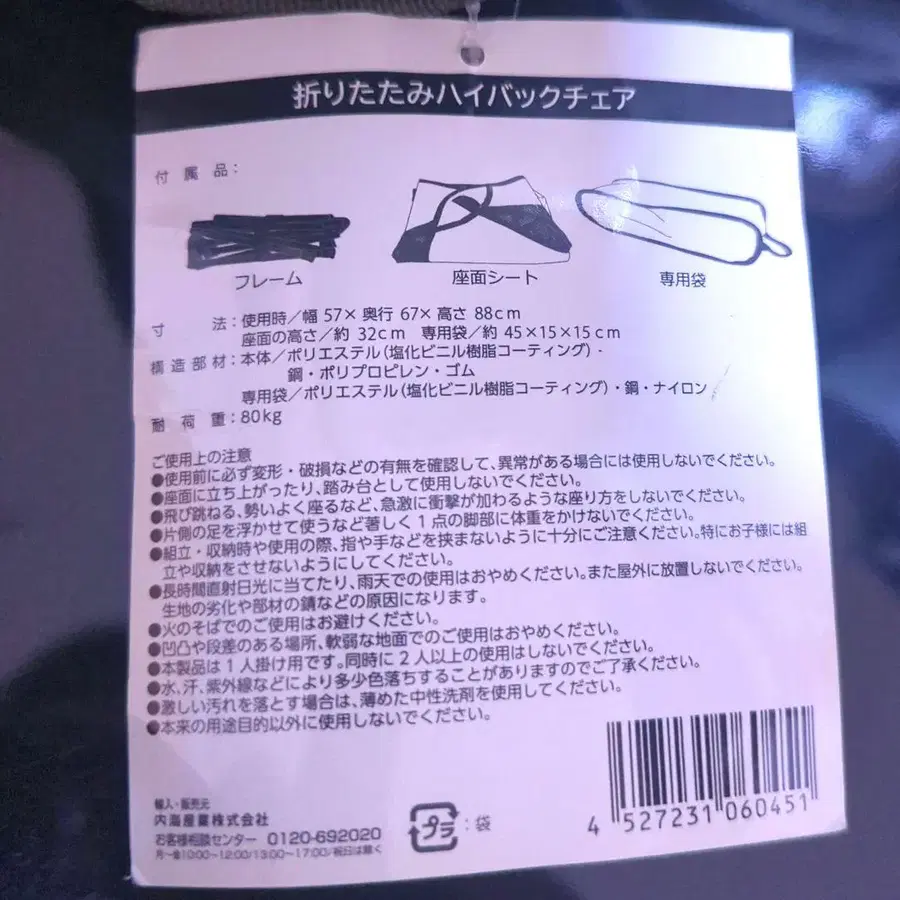 折りたたみハイバックチェア
付属品：
フレーム 座面シート 専用袋
寸法：使用時／幅 57× 奥行 67× 高さ 88cm
座面の高さ／約 32cm 専用袋／約 45×15×15cm
構造部材：本体／ポリエステル（塩化ビニル樹脂コーティング）・
鋼・ポリプロピレン・ゴム
専用袋／ポリエステル（塩化ビニル樹脂コーティング）・鋼・ナイロン
耐荷重：80kg
ご使用上の注意
●使用前に必ず変形・破損などの有無を確認して、異常がある場合には使用しないでください。
●座面に立ち上がったり、踏み台として使用しないでください。
●飛び跳ねる、勢いよく座るなど、急激に衝撃が加わるような座り方をしないでください。
●片側の足を浮かせて使うなど著しく1点の脚部に体重をかけないでください。
●組立・収納時や使用の際、指や手などを挟まないように十分にご注意ください。特にお子様には組
立や収納をさせないようにしてください。
●長時間直射日光に当てたり、雨天での使用はおやめください。また屋外に放置しないでください。
生地の劣化や部材の錆などの原因になります。
●火のそばでのご使用はお避けください。
●凹凸や段差のある場所、軟弱な地面でのご使用はおやめください。
●本製品は1人掛け用です。同時に2人以上の使用はしないでください。
●水、汗、紫外線などにより多少色落ちすることがありますのでご了承ください。
●激しい汚れを落とす場合は、薄めた中性洗剤を使用してください。
●本来の用途目的以外に使用しないでください。
輸入・販売元
内海産業株式会社
お客様相談センター 0120-692020
月〜金10:00〜12:00/13:00〜17:00/祝日は除く
プラ：袋
4 527231 060451